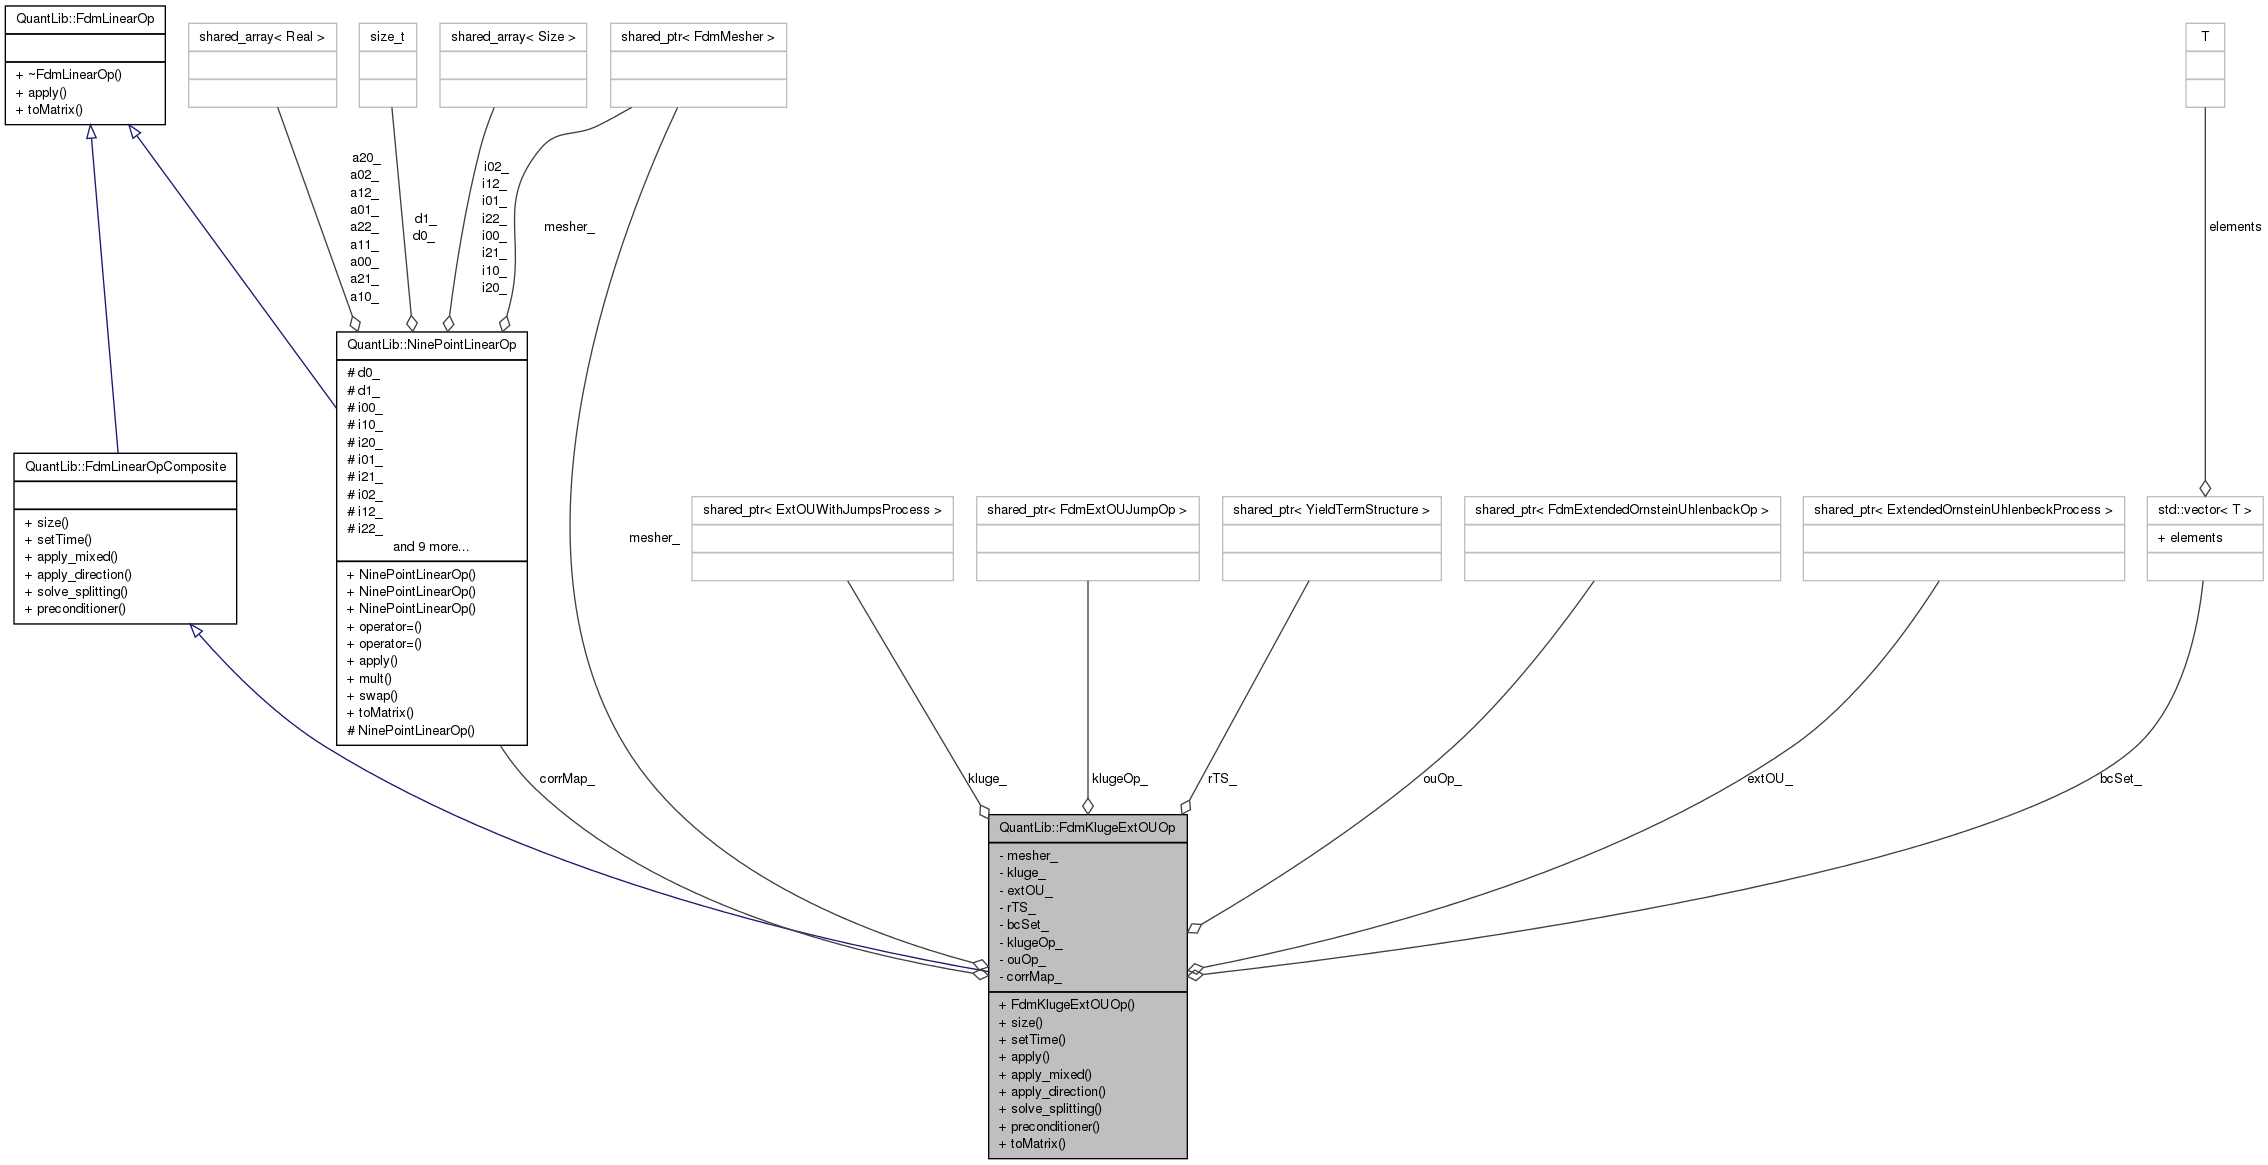 QuantLib::FdmLinearOp
+ ~FdmLinearOp()
+ apply()
+ toMatrix()
shared_array< Real >
size_t
shared_array< Size >
shared_ptr< FdmMesher >
T
a20_
a02_
a12_
a01_
a22_
a11_
a00_
a21_
a10_
d1_
d0_
i02_
i12_
i01_
i22_
i00_
i21_
i10_
i20_
mesher_
elements
QuantLib::NinePointLinearOp
# d0_
# d1_
# i00_
# i10_
# i20_
# i01_
# i21_
# i02_
# i12_
# i22_
and 9 more...
+ NinePointLinearOp()
+ NinePointLinearOp()
+ NinePointLinearOp()
+ operator=()
+ operator=()
+ apply()
+ mult()
+ swap()
+ toMatrix()
# NinePointLinearOp()
QuantLib::FdmLinearOpComposite
+ size()
+ setTime()
+ apply_mixed()
+ apply_direction()
+ solve_splitting()
+ preconditioner()
mesher_
shared_ptr< ExtOUWithJumpsProcess >
shared_ptr< FdmExtOUJumpOp >
shared_ptr< YieldTermStructure >
shared_ptr< FdmExtendedOrnsteinUhlenbackOp >
shared_ptr< ExtendedOrnsteinUhlenbeckProcess >
std::vector< T >
+ elements
corrMap_
kluge_
klugeOp_
rTS_
ouOp_
extOU_
bcSet_
QuantLib::FdmKlugeExtOUOp
- mesher_
- kluge_
- extOU_
- rTS_
- bcSet_
- klugeOp_
- ouOp_
- corrMap_
+ FdmKlugeExtOUOp()
+ size()
+ setTime()
+ apply()
+ apply_mixed()
+ apply_direction()
+ solve_splitting()
+ preconditioner()
+ toMatrix()